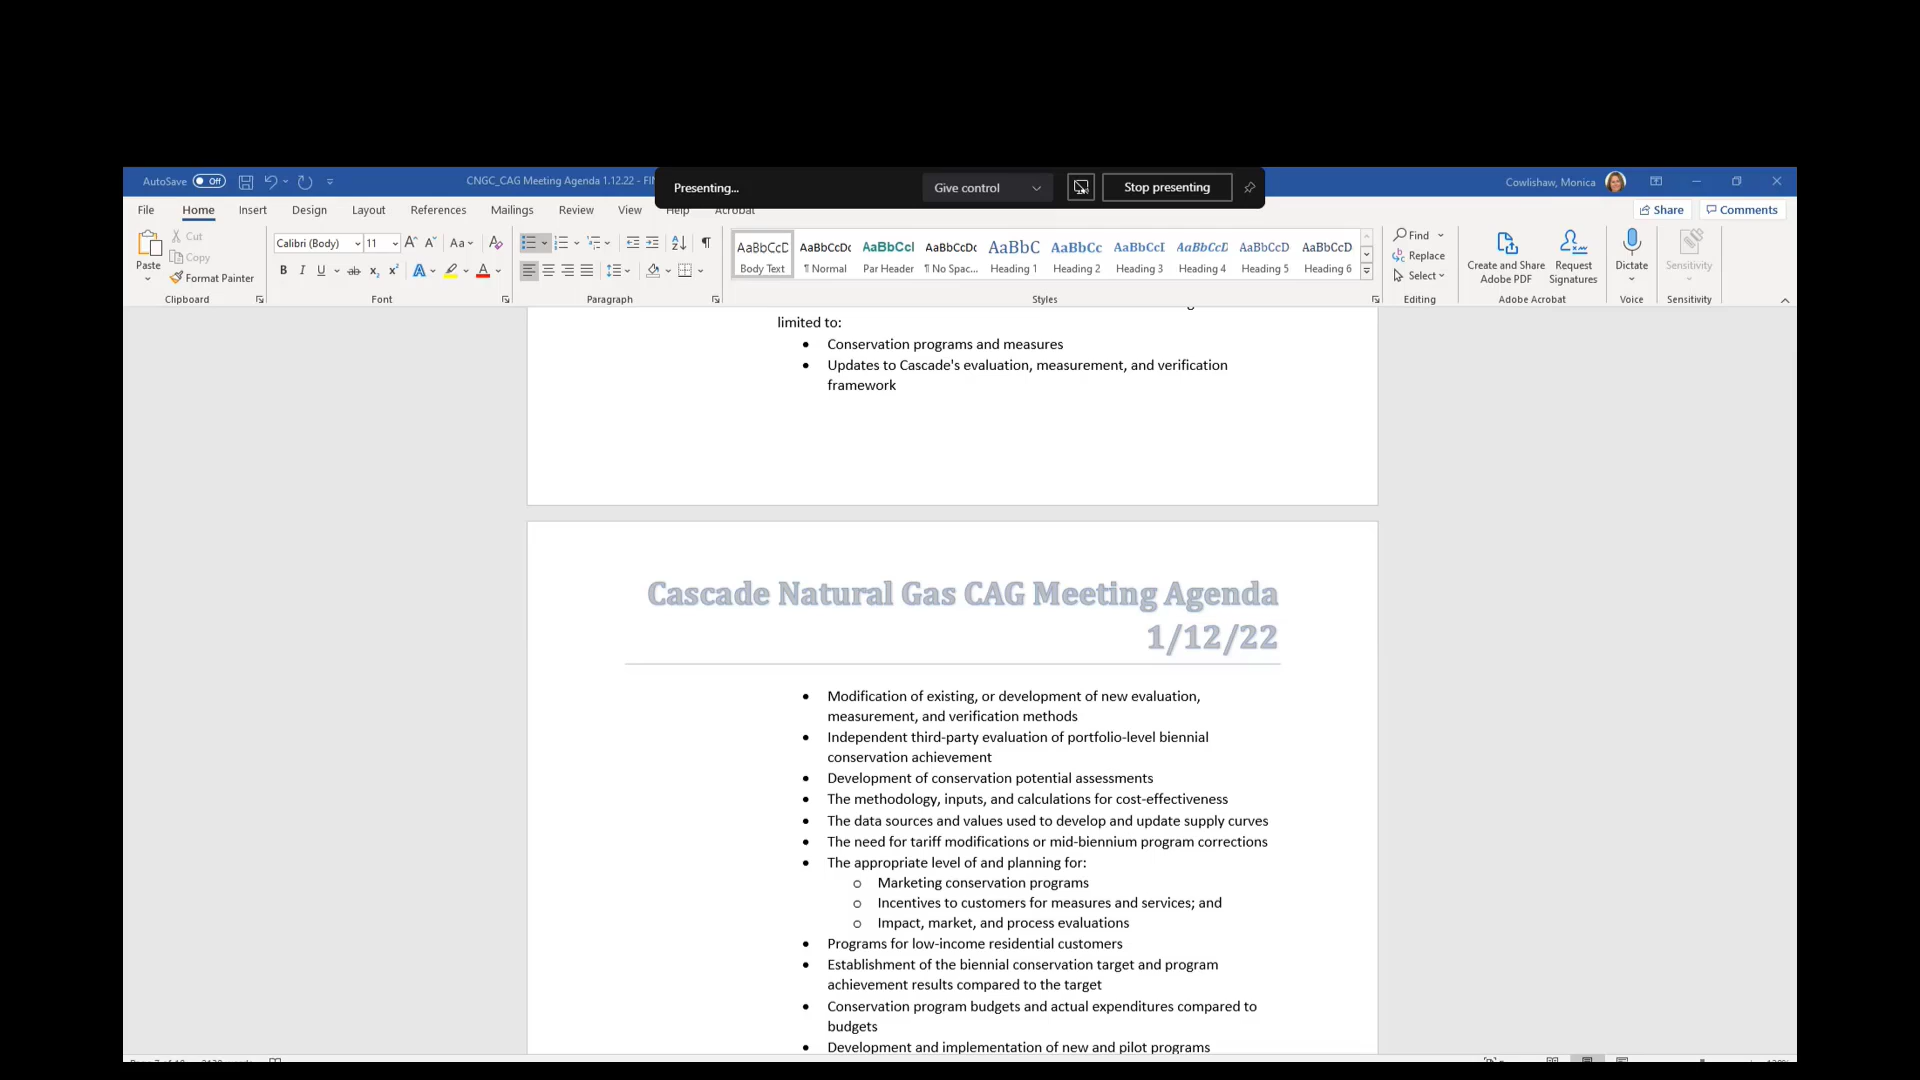 AutoSave Off
CNGC_CAG Meeting Agenda 1.12.22 - FIN
Presenting...
Give control
Stop presenting
Cowlishaw, Monica
File Home Insert Design Layout References Mailings Review View Help Acrobat
Share Comments
Cut
Copy
Format Painter
Paste
Clipboard
Calibri (Body) 11
Font
Paragraph
AaBbCcD AaBbCcDc AaBbCcI AaBbCcDc AaBbC AaBbCc AaBbCcI AaBbCcD AaBbCcD AaBbCcD
Body Text ¶ Normal Par Header ¶ No Spac... Heading 1 Heading 2 Heading 3 Heading 4 Heading 5 Heading 6
Styles
Find
Replace
Select
Editing
Create and Share
Adobe PDF
Request
Signatures
Adobe Acrobat
Dictate
Voice
Sensitivity
Sensitivity
limited to:
• Conservation programs and measures
• Updates to Cascade's evaluation, measurement, and verification
framework
Cascade Natural Gas CAG Meeting Agenda
1/12/22
• Modification of existing, or development of new evaluation,
measurement, and verification methods
• Independent third-party evaluation of portfolio-level biennial
conservation achievement
• Development of conservation potential assessments
• The methodology, inputs, and calculations for cost-effectiveness
• The data sources and values used to develop and update supply curves
• The need for tariff modifications or mid-biennium program corrections
• The appropriate level of and planning for:
o Marketing conservation programs
o Incentives to customers for measures and services; and
o Impact, market, and process evaluations
• Programs for low-income residential customers
• Establishment of the biennial conservation target and program
achievement results compared to the target
• Conservation program budgets and actual expenditures compared to
budgets
• Development and implementation of new and pilot programs